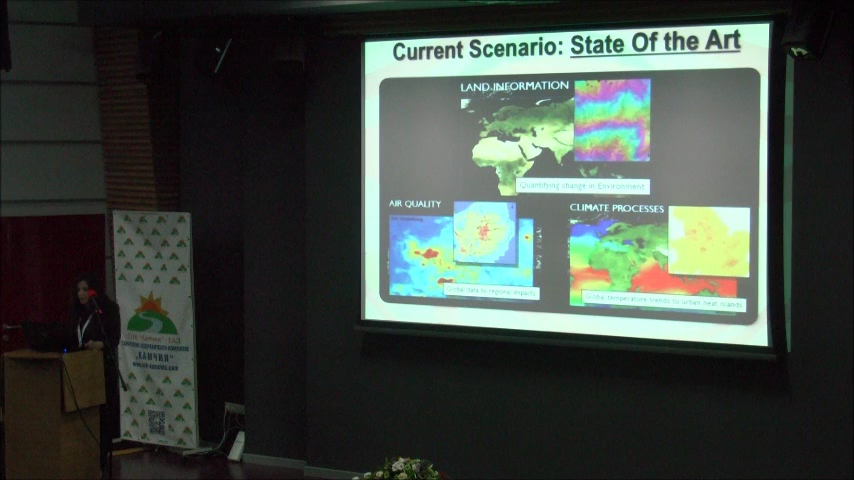 Current Scenario: State Of the Art
LAND INFORMATION
Quantifying change in Environment
AIR QUALITY
Global data to regional impacts
CLIMATE PROCESSES
Global temperature trends to urban heat islands
"КАМЧИЯ"